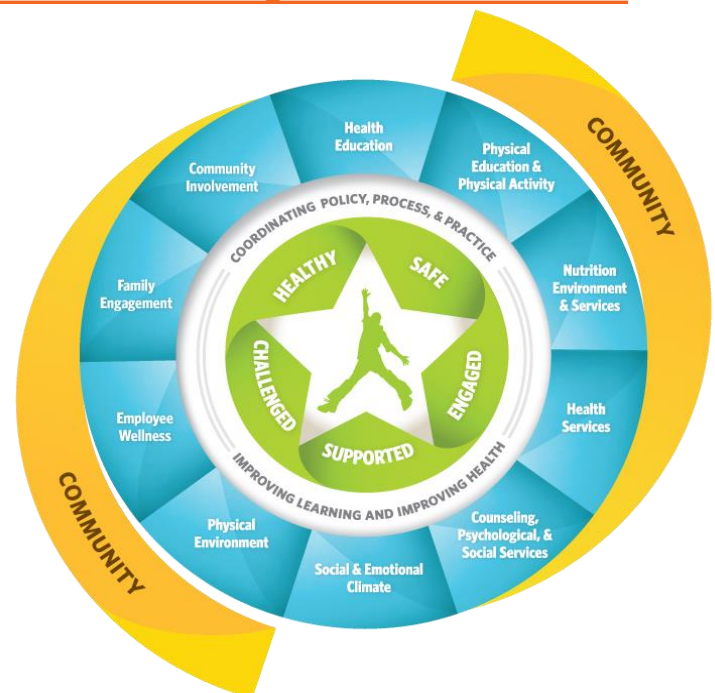 COMMUNITY
Health
Education
Physical
Education &
Physical Activity
Nutrition
Environment
& Services
Health
Services
Counseling,
Psychological, &
Social Services
Social & Emotional
Climate
Physical
Environment
Employee
Wellness
Family
Engagement
Community
Involvement
COORDINATING POLICY, PROCESS, & PRACTICE
IMPROVING LEARNING AND IMPROVING HEALTH
HEALTHY
SAFE
ENGAGED
SUPPORTED
CHALLENGED
COMMUNITY